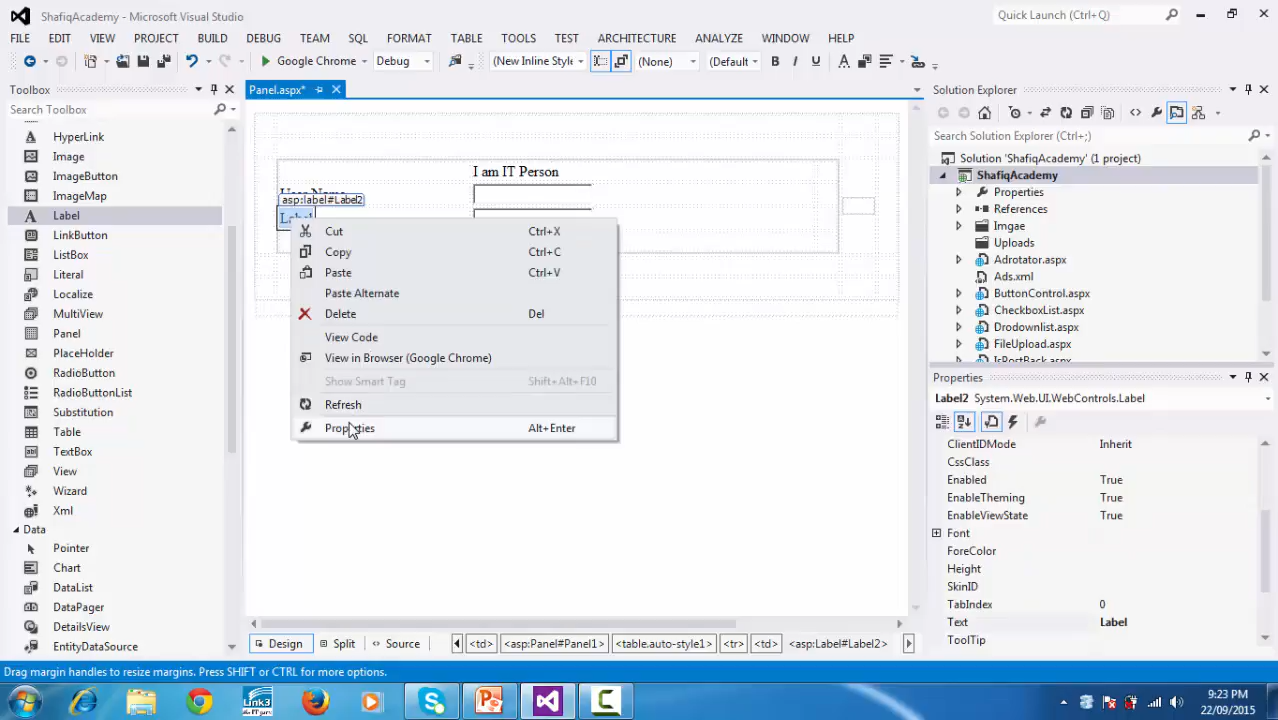 ShafiqAcademy - Microsoft Visual Studio
Quick Launch (Ctrl+Q)
FILE EDIT VIEW PROJECT BUILD DEBUG TEAM SQL FORMAT TABLE TOOLS TEST ARCHITECTURE ANALYZE WINDOW HELP
Google Chrome Debug (New Inline Style (None) (Default B I U A
Toolbox
Search Toolbox
HyperLink
Image
ImageButton
ImageMap
Label
LinkButton
ListBox
Literal
Localize
MultiView
Panel
PlaceHolder
RadioButton
RadioButtonList
Substitution
Table
TextBox
View
Wizard
Xml
Data
Pointer
Chart
DataList
DataPager
DetailsView
EntityDataSource
Panel.aspx*
I am IT Person
User Name
asp:label#Label2
Label
Cut Ctrl+X
Copy Ctrl+C
Paste Ctrl+V
Paste Alternate
Delete Del
View Code
View in Browser (Google Chrome)
Show Smart Tag Shift+Alt+F10
Refresh
Properties Alt+Enter
Design Split Source <td> <asp:Panel#Panel1> <table.auto-style1> <tr> <td> <asp:Label#Label2>
Solution Explorer
Search Solution Explorer (Ctrl+;)
Solution 'ShafiqAcademy' (1 project)
ShafiqAcademy
Properties
References
Imgae
Uploads
Adrotator.aspx
Ads.xml
ButtonControl.aspx
CheckboxList.aspx
Drodownlist.aspx
FileUpload.aspx
IsPostBack.aspx
Properties
Label2 System.Web.UI.WebControls.Label
ClientIDMode Inherit
CssClass
Enabled True
EnableTheming True
EnableViewState True
Font
ForeColor
Height
SkinID
TabIndex 0
Text Label
ToolTip
Drag margin handles to resize margins. Press SHIFT or CTRL for more options.
Link3
9:23 PM
22/09/2015